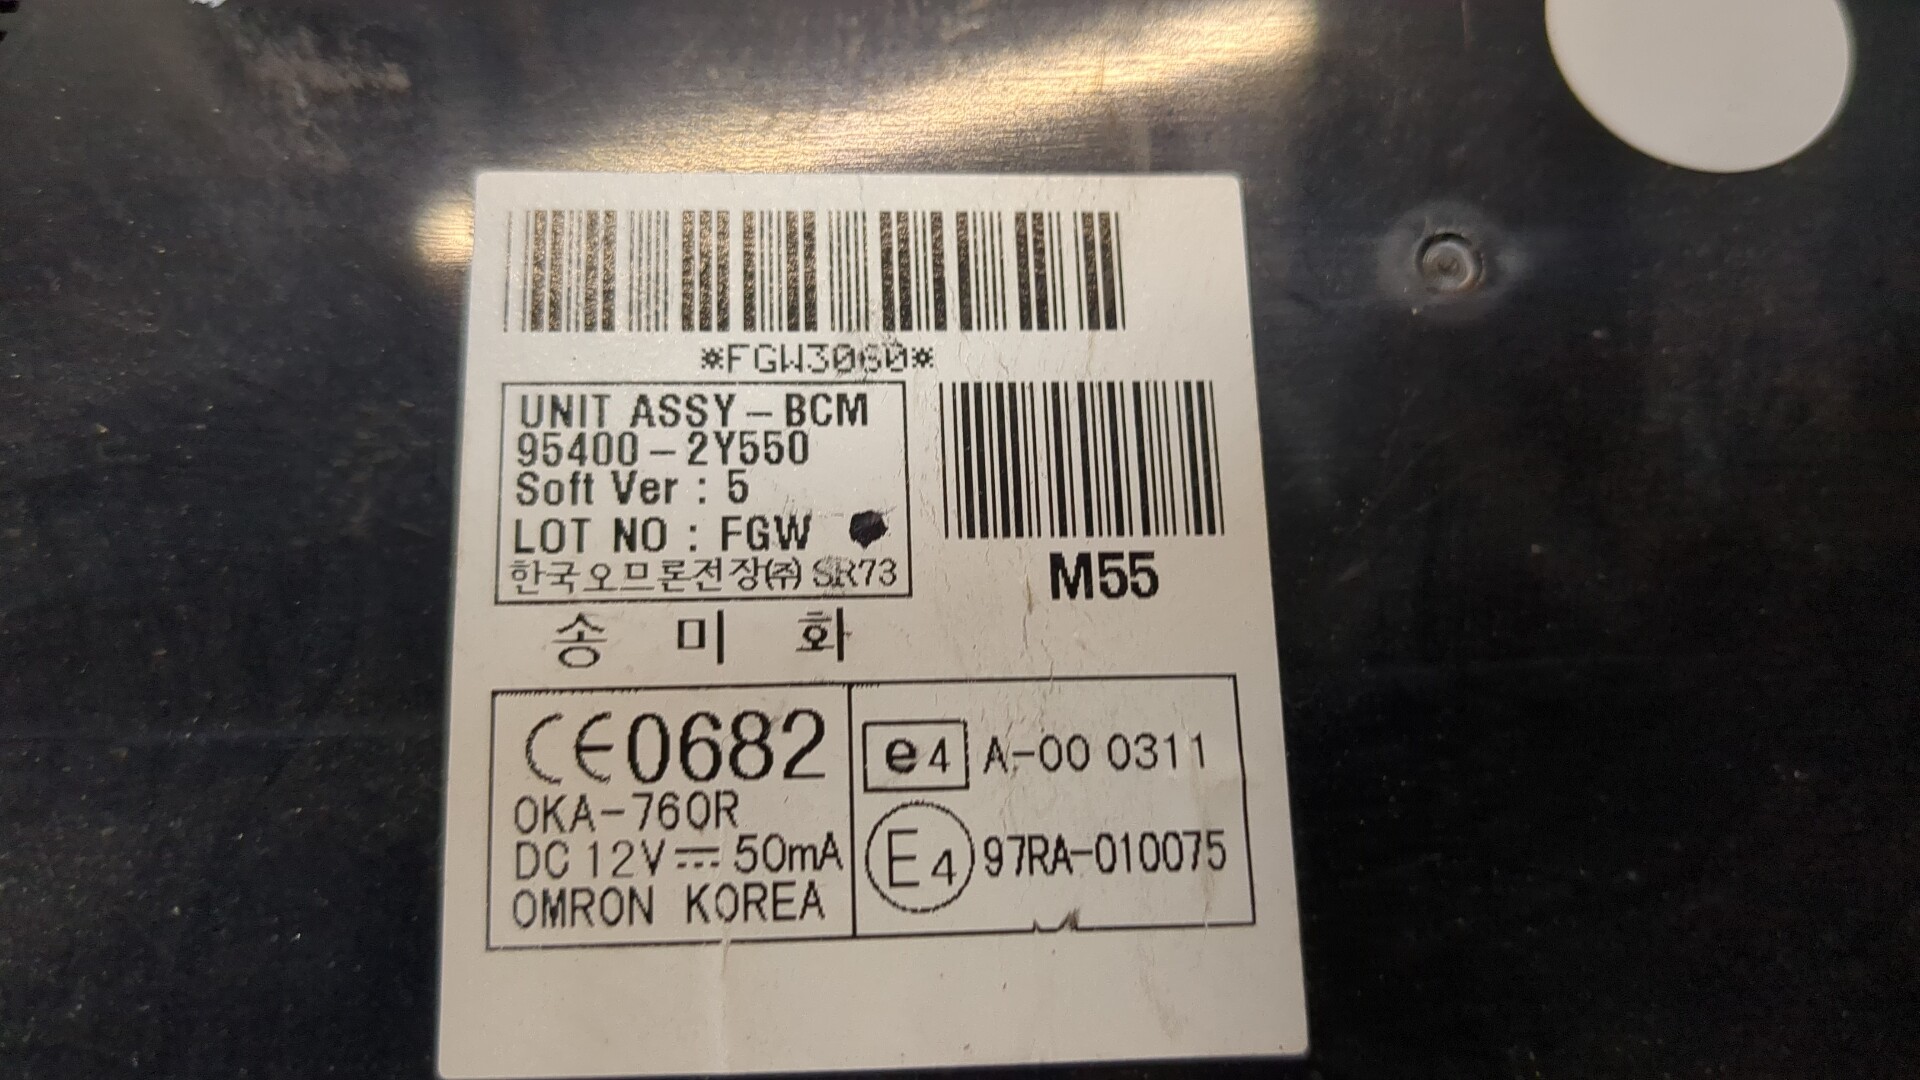 *FGW3060*
UNIT ASSY-BCM
95400-2Y550
Soft Ver : 5
LOT NO : FGW
한국오므론전장(주) SR73
M55
송 미 화
CE0682
OKA-760R
DC 12V⎓50mA
OMRON KOREA
e4 A-00 0311
E4 97RA-010075